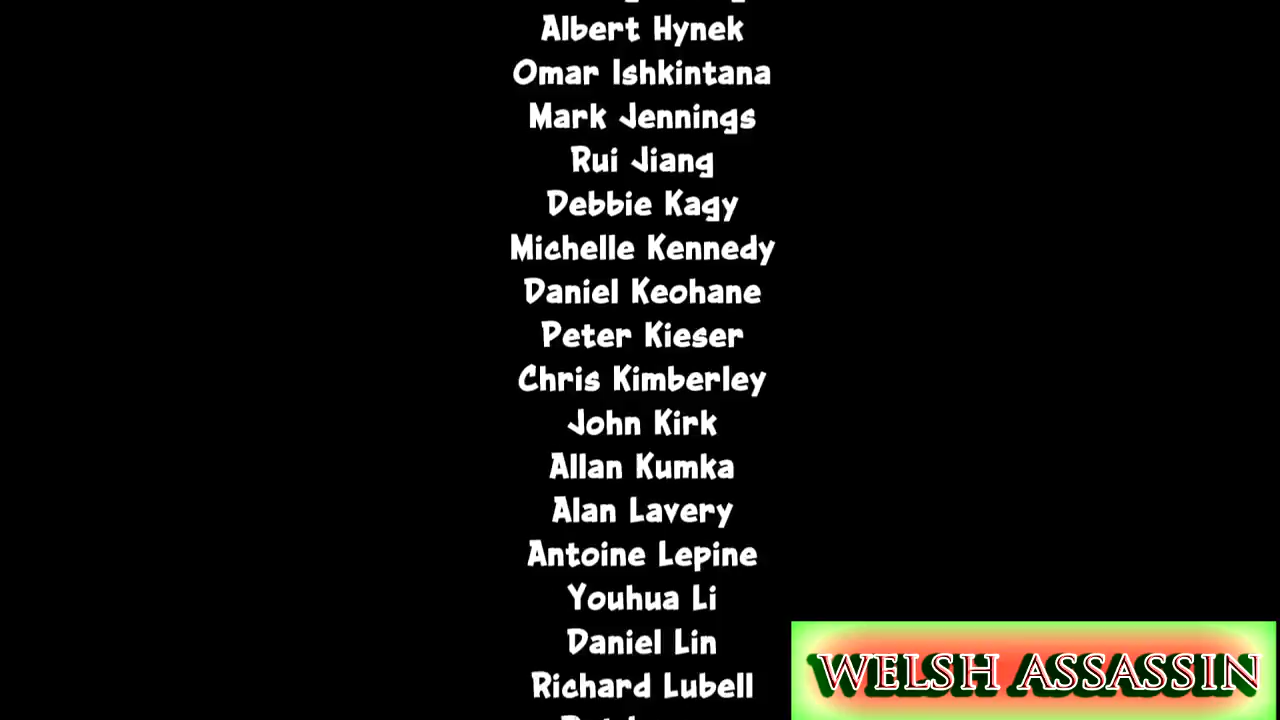 Albert Hynek
Omar Ishkintana
Mark Jennings
Rui Jiang
Debbie Kagy
Michelle Kennedy
Daniel Keohane
Peter Kieser
Chris Kimberley
John Kirk
Allan Kumka
Alan Lavery
Antoine Lepine
Youhua Li
Daniel Lin
Richard Lubell
WELSH ASSASSIN